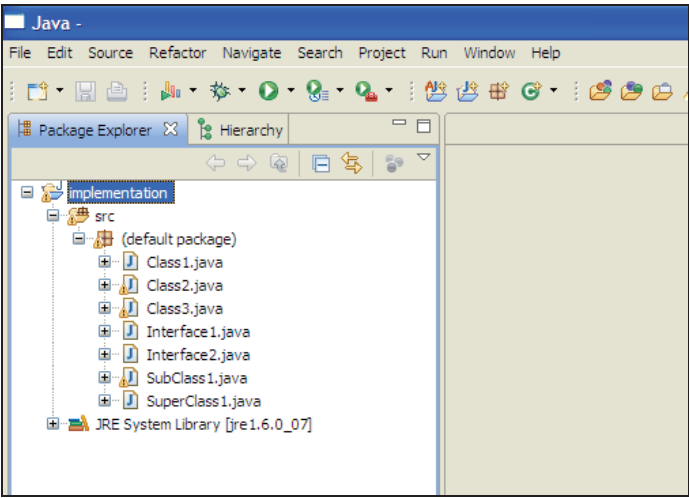 Java -
File Edit Source Refactor Navigate Search Project Run Window Help
Package Explorer Hierarchy
implementation
src
(default package)
Class1.java
Class2.java
Class3.java
Interface1.java
Interface2.java
SubClass1.java
SuperClass1.java
JRE System Library [jre1.6.0_07]